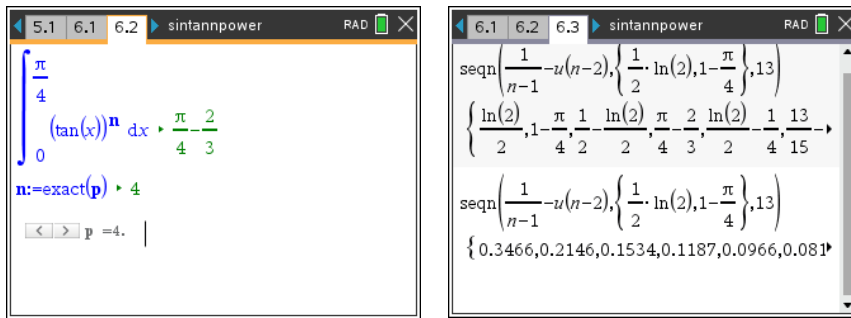 5.1 6.1 6.2 sintannpower RAD
∫₀^(π/4) (tan(x))ⁿ dx ▸ π/4 − 2/3
n:=exact(p) ▸ 4
< > p =4.
6.1 6.2 6.3 sintannpower RAD
seqn(1/(n−1)−u(n−2),{1/2·ln(2),1−π/4},13)
{ln(2)/2,1−π/4,1/2−ln(2)/2,π/4−2/3,ln(2)/2−1/4,13/15−▸
seqn(1/(n−1)−u(n−2),{1/2·ln(2),1−π/4},13)
{0.3466,0.2146,0.1534,0.1187,0.0966,0.081▸